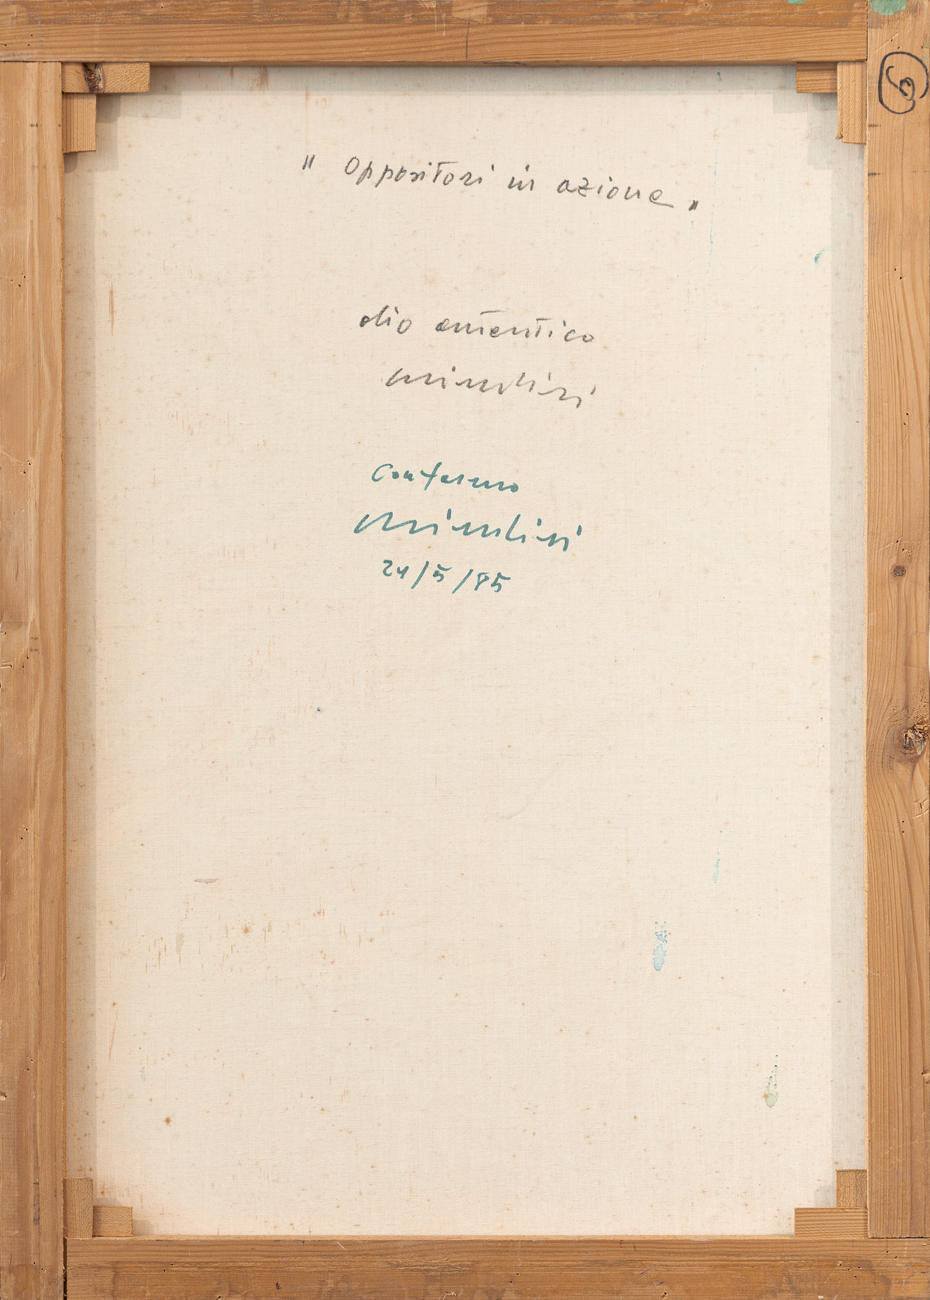 " Oppositori in azione "
olio autentico
Confermo
24/5/85